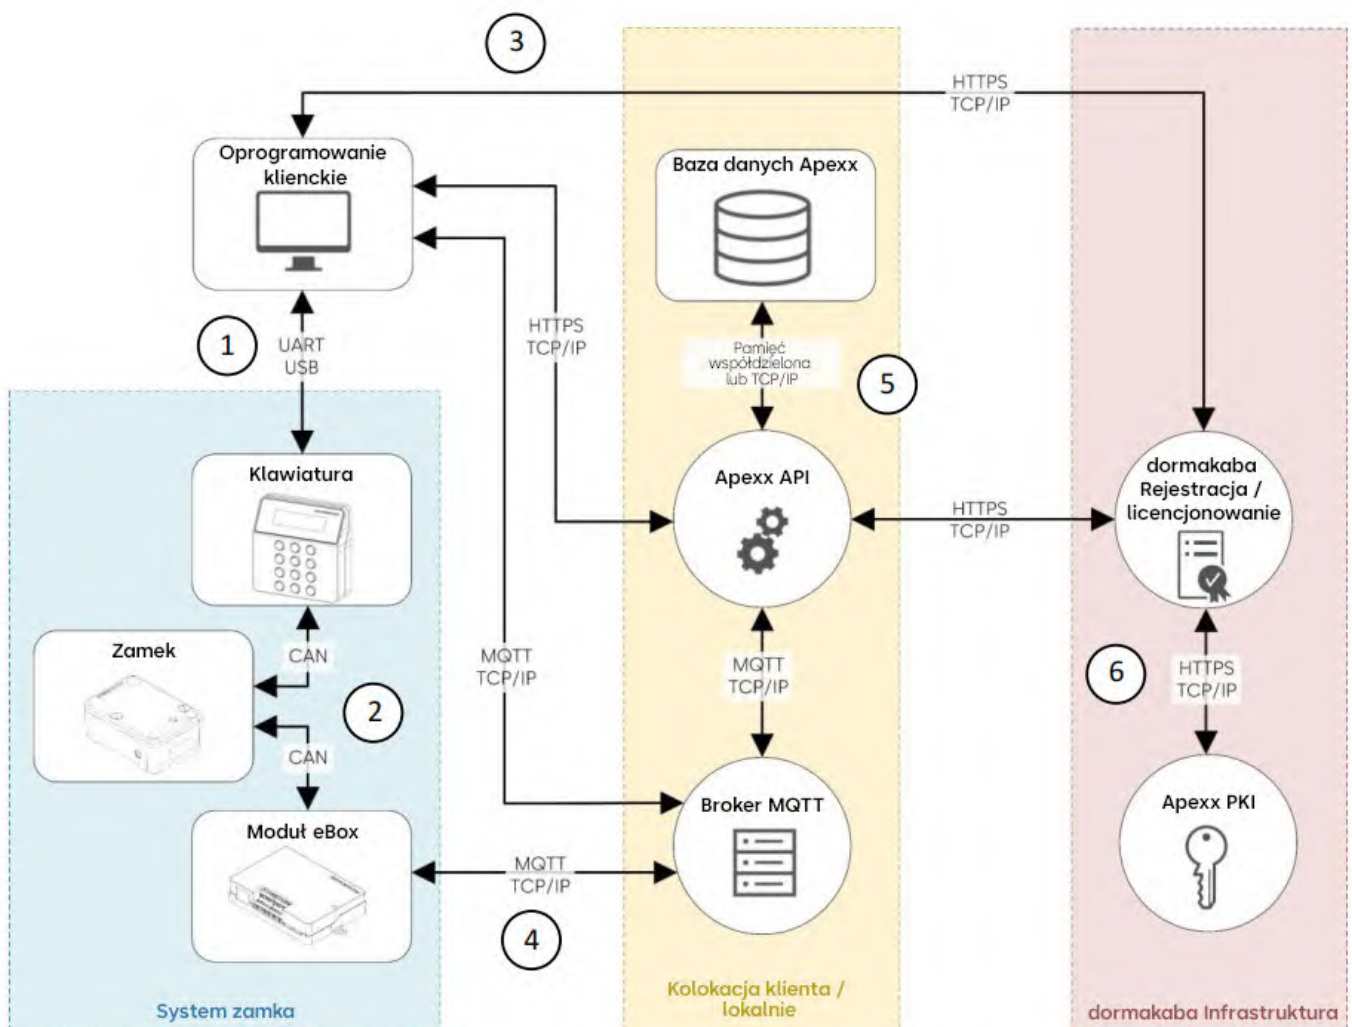 3
HTTPS
TCP/IP
Oprogramowanie
klienckie
Baza danych Apexx
1
UART
USB
HTTPS
TCP/IP
Pamięć
współdzielona
lub TCP/IP
5
Klawiatura
Apexx API
HTTPS
TCP/IP
dormakaba
Rejestracja /
licencjonowanie
Zamek
CAN
2
CAN
MQTT
TCP/IP
MQTT
TCP/IP
6
HTTPS
TCP/IP
Moduł eBox
MQTT
TCP/IP
4
Broker MQTT
Apexx PKI
System zamka
Kolokacja klienta /
lokalnie
dormakaba Infrastruktura